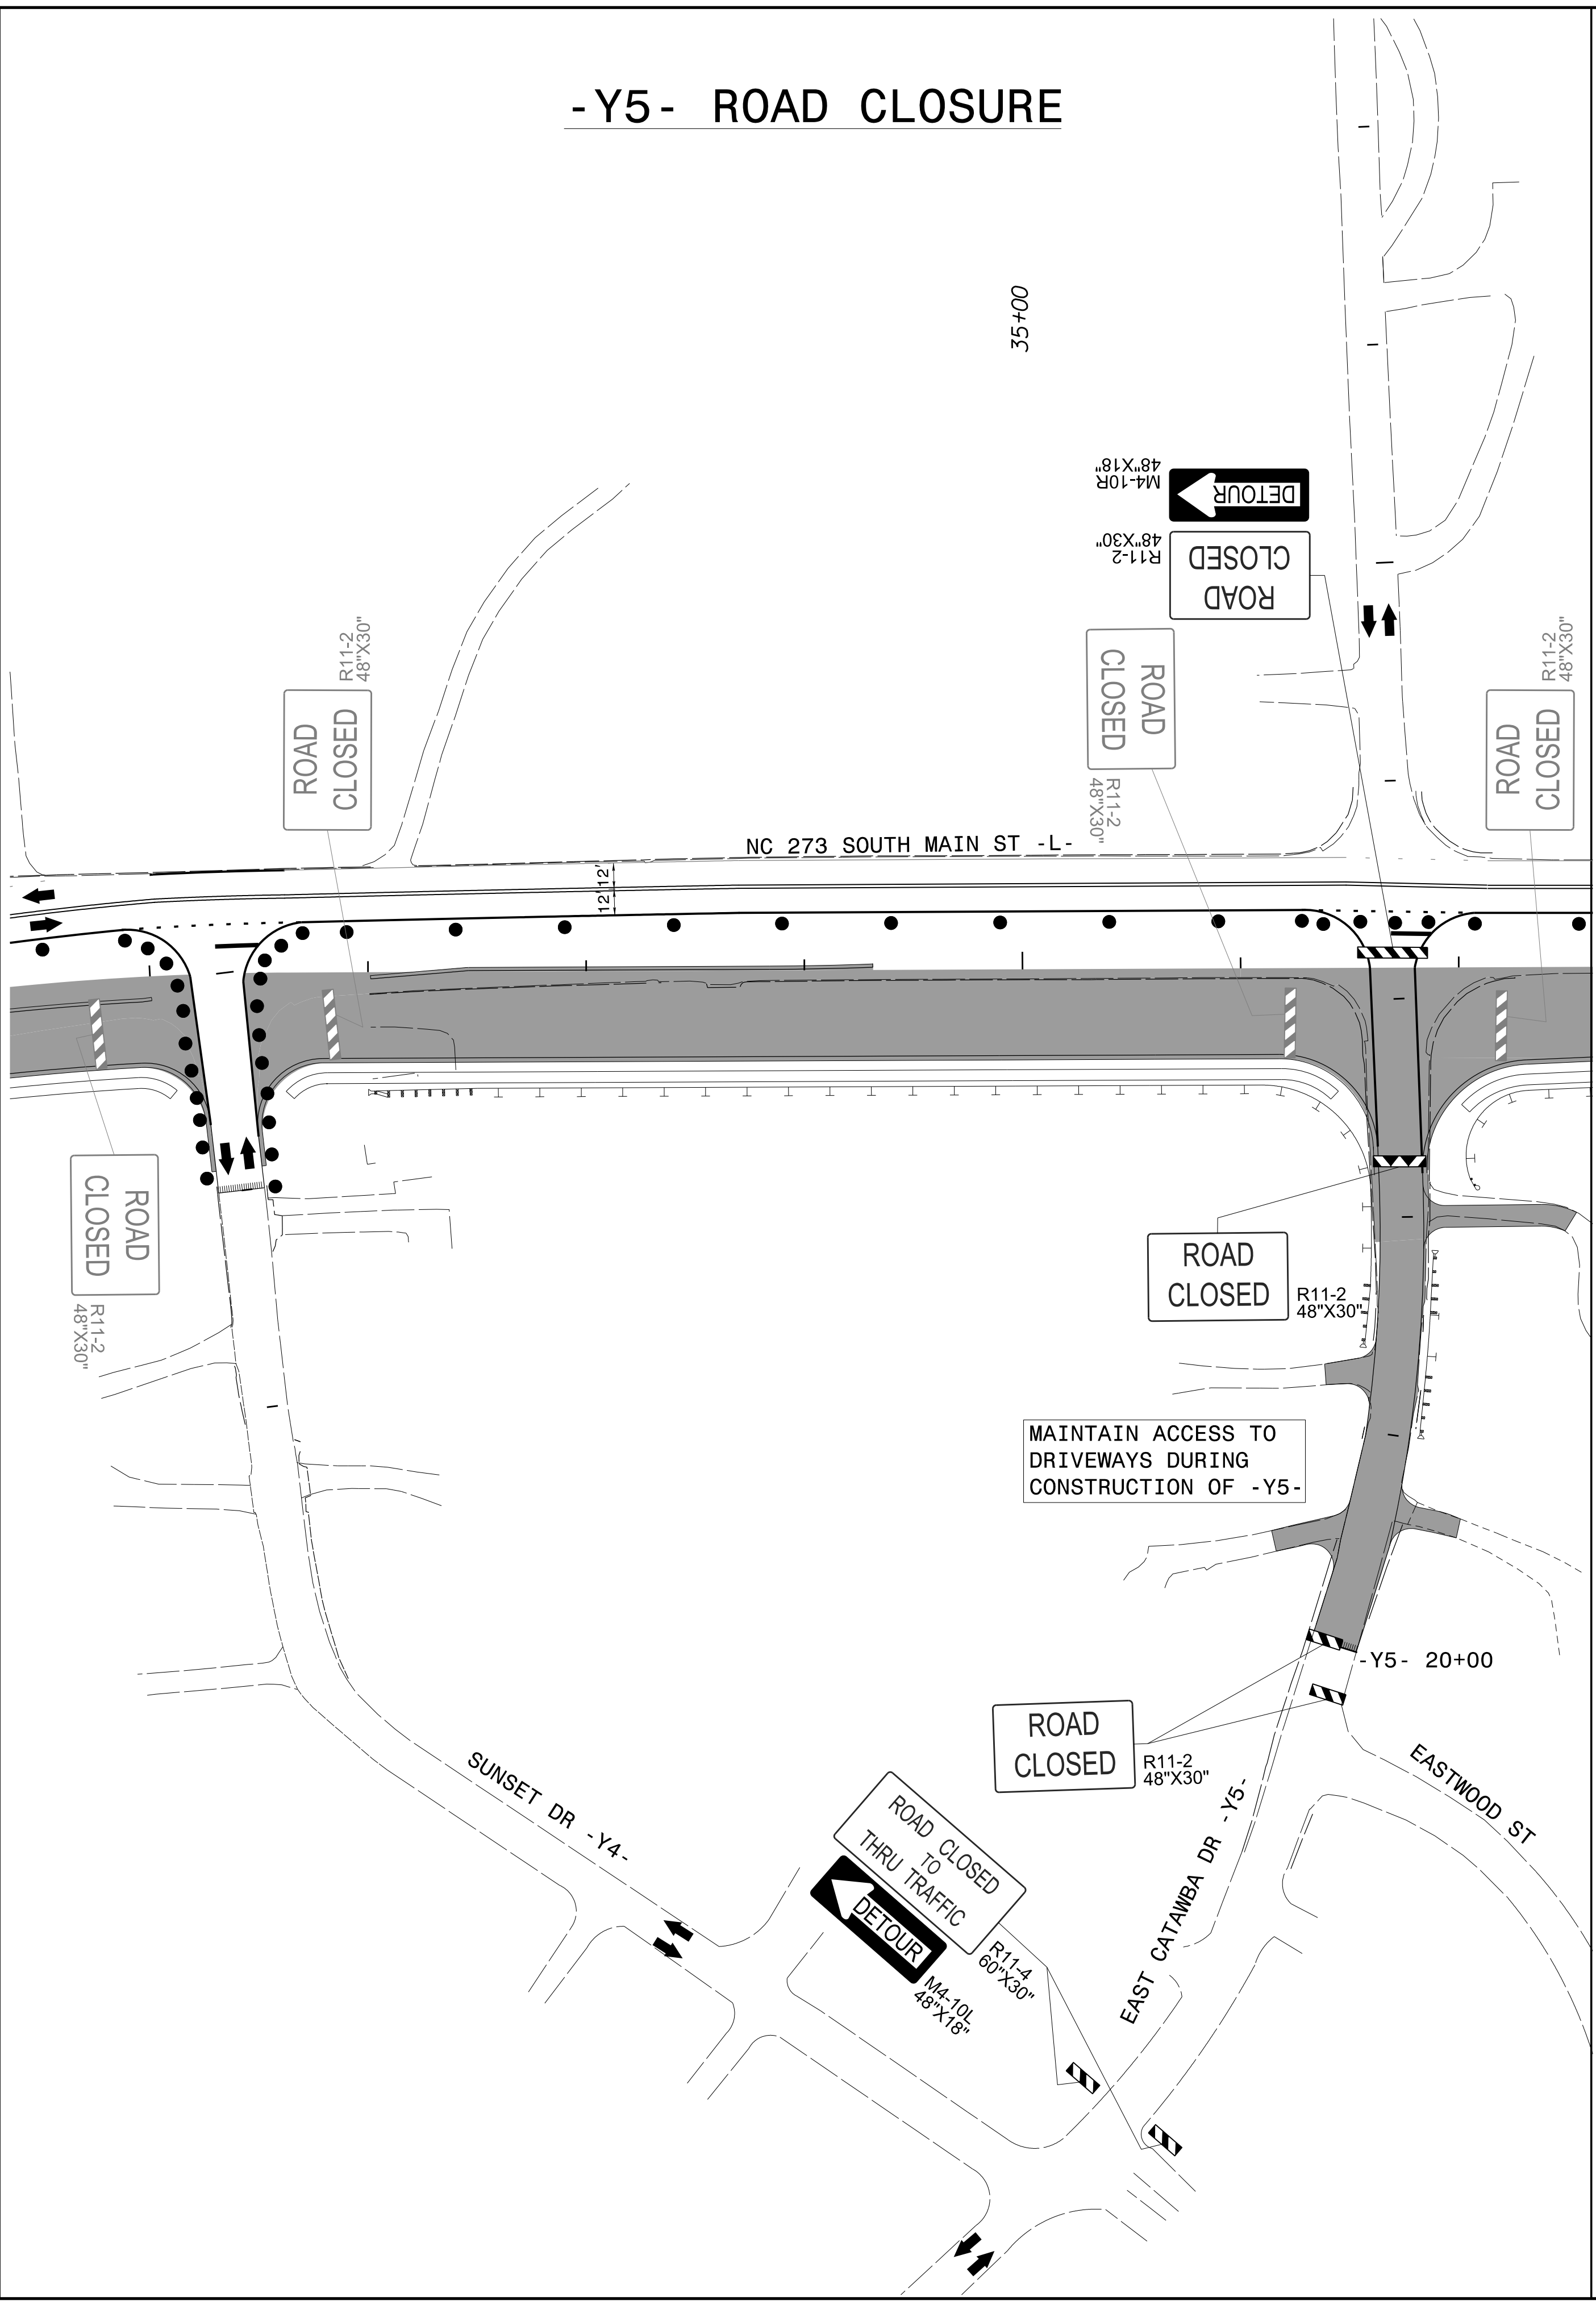 -Y5- ROAD CLOSURE
35+00
M4-10R
48"X18"
DETOUR
R11-2
48"X30"
ROAD
CLOSED
R11-2
48"X30"
ROAD
CLOSED
ROAD
CLOSED
R11-2
48"X30"
R11-2
48"X30"
ROAD
CLOSED
NC 273 SOUTH MAIN ST -L-
12'
12'
ROAD
CLOSED
R11-2
48"X30"
ROAD
CLOSED
R11-2
48"X30"
MAINTAIN ACCESS TO
DRIVEWAYS DURING
CONSTRUCTION OF -Y5-
-Y5- 20+00
ROAD
CLOSED
R11-2
48"X30"
EASTWOOD ST
SUNSET DR -Y4-
EAST CATAWBA DR -Y5-
ROAD CLOSED
TO
THRU TRAFFIC
R11-4
60"X30"
DETOUR
M4-10L
48"X18"